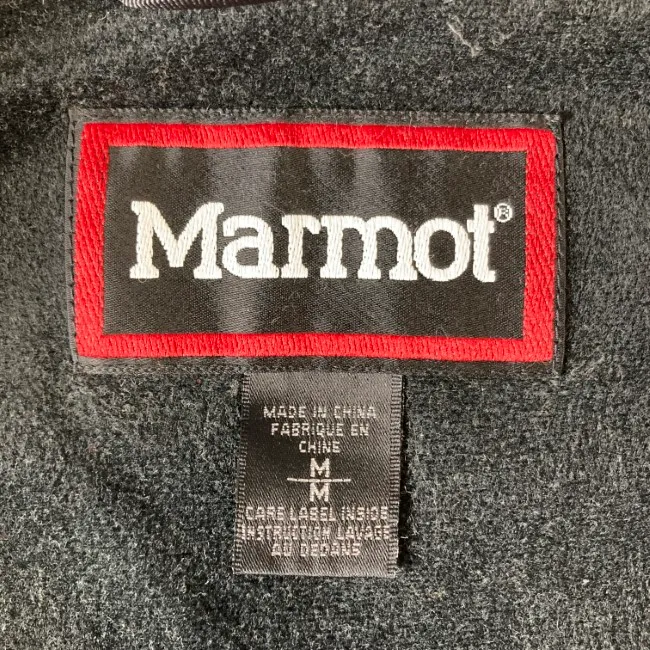 Marmot®
MADE IN CHINA
FABRIQUE EN
CHINE
M
M
CARE LABEL INSIDE
INSTRUCTION LAVAGE
AU DEDANS